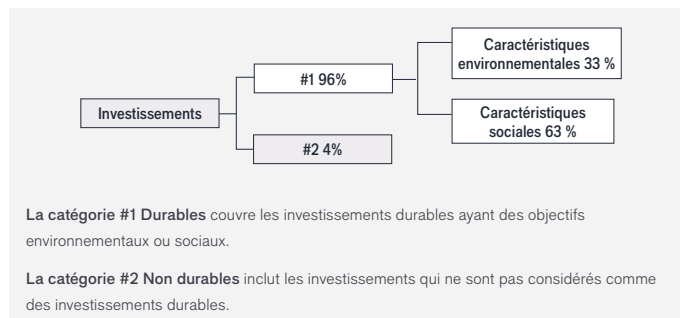 Investissements
#1 96%
#2 4%
Caractéristiques
environnementales 33 %
Caractéristiques
sociales 63 %
La catégorie #1 Durables couvre les investissements durables ayant des objectifs
environnementaux ou sociaux.
La catégorie #2 Non durables inclut les investissements qui ne sont pas considérés comme
des investissements durables.